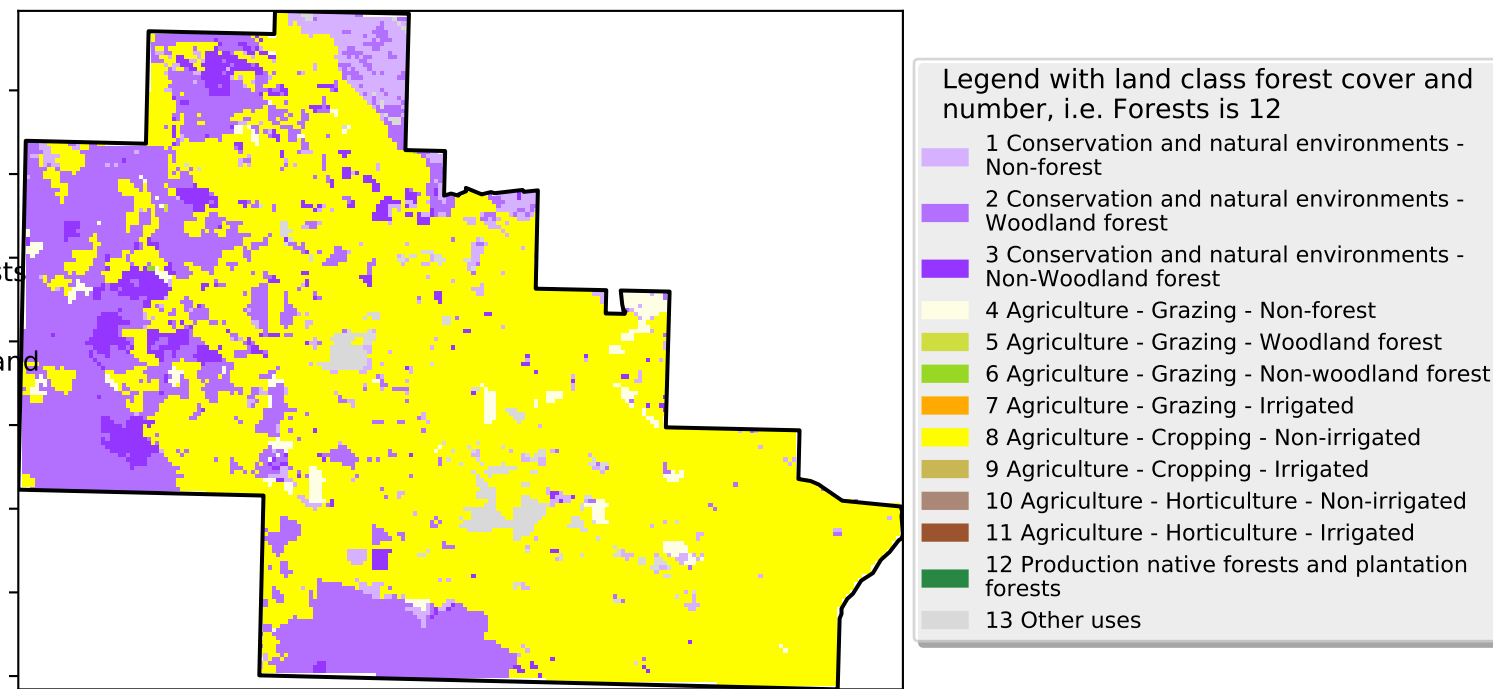 Legend with land class forest cover and
number, i.e. Forests is 12
1 Conservation and natural environments -
Non-forest
2 Conservation and natural environments -
Woodland forest
3 Conservation and natural environments -
Non-Woodland forest
4 Agriculture - Grazing - Non-forest
5 Agriculture - Grazing - Woodland forest
6 Agriculture - Grazing - Non-woodland forest
7 Agriculture - Grazing - Irrigated
8 Agriculture - Cropping - Non-irrigated
9 Agriculture - Cropping - Irrigated
10 Agriculture - Horticulture - Non-irrigated
11 Agriculture - Horticulture - Irrigated
12 Production native forests and plantation
forests
13 Other uses